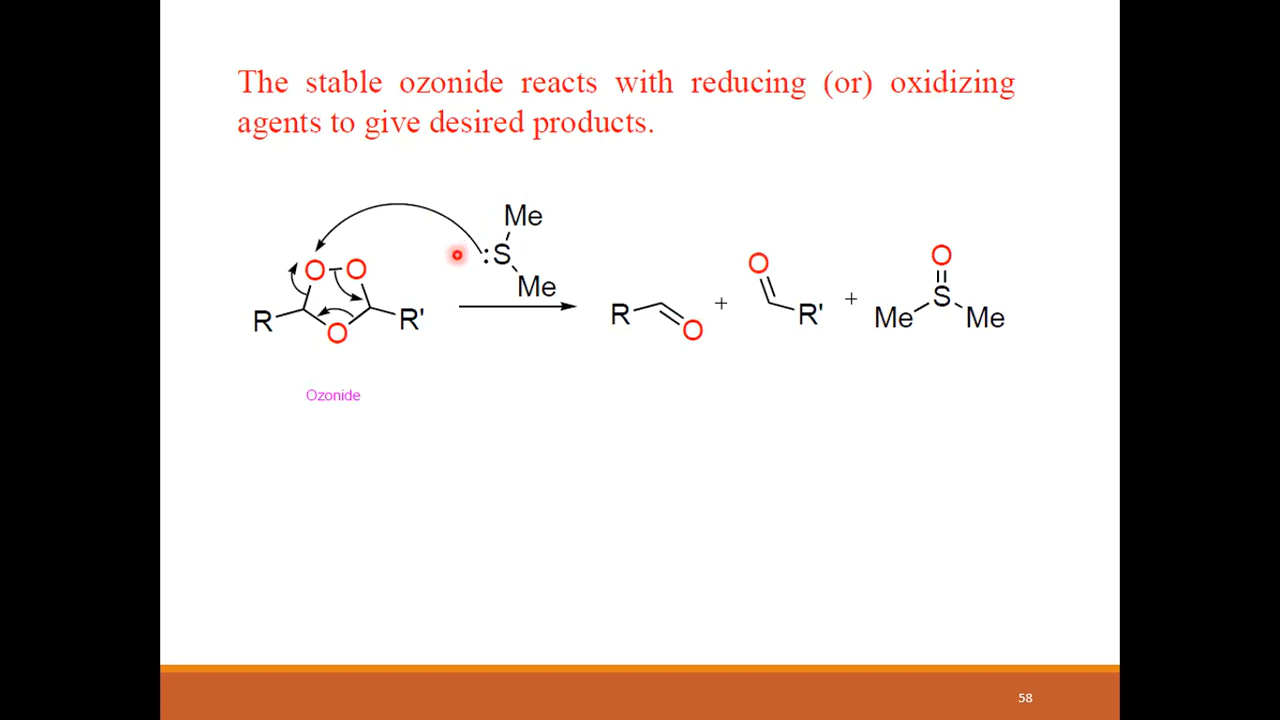 The stable ozonide reacts with reducing (or) oxidizing
agents to give desired products.
Me
:S
Me
O-O
R
O
R'
R
O
+
O
R'
+
O
S
Me
Me
Ozonide
58